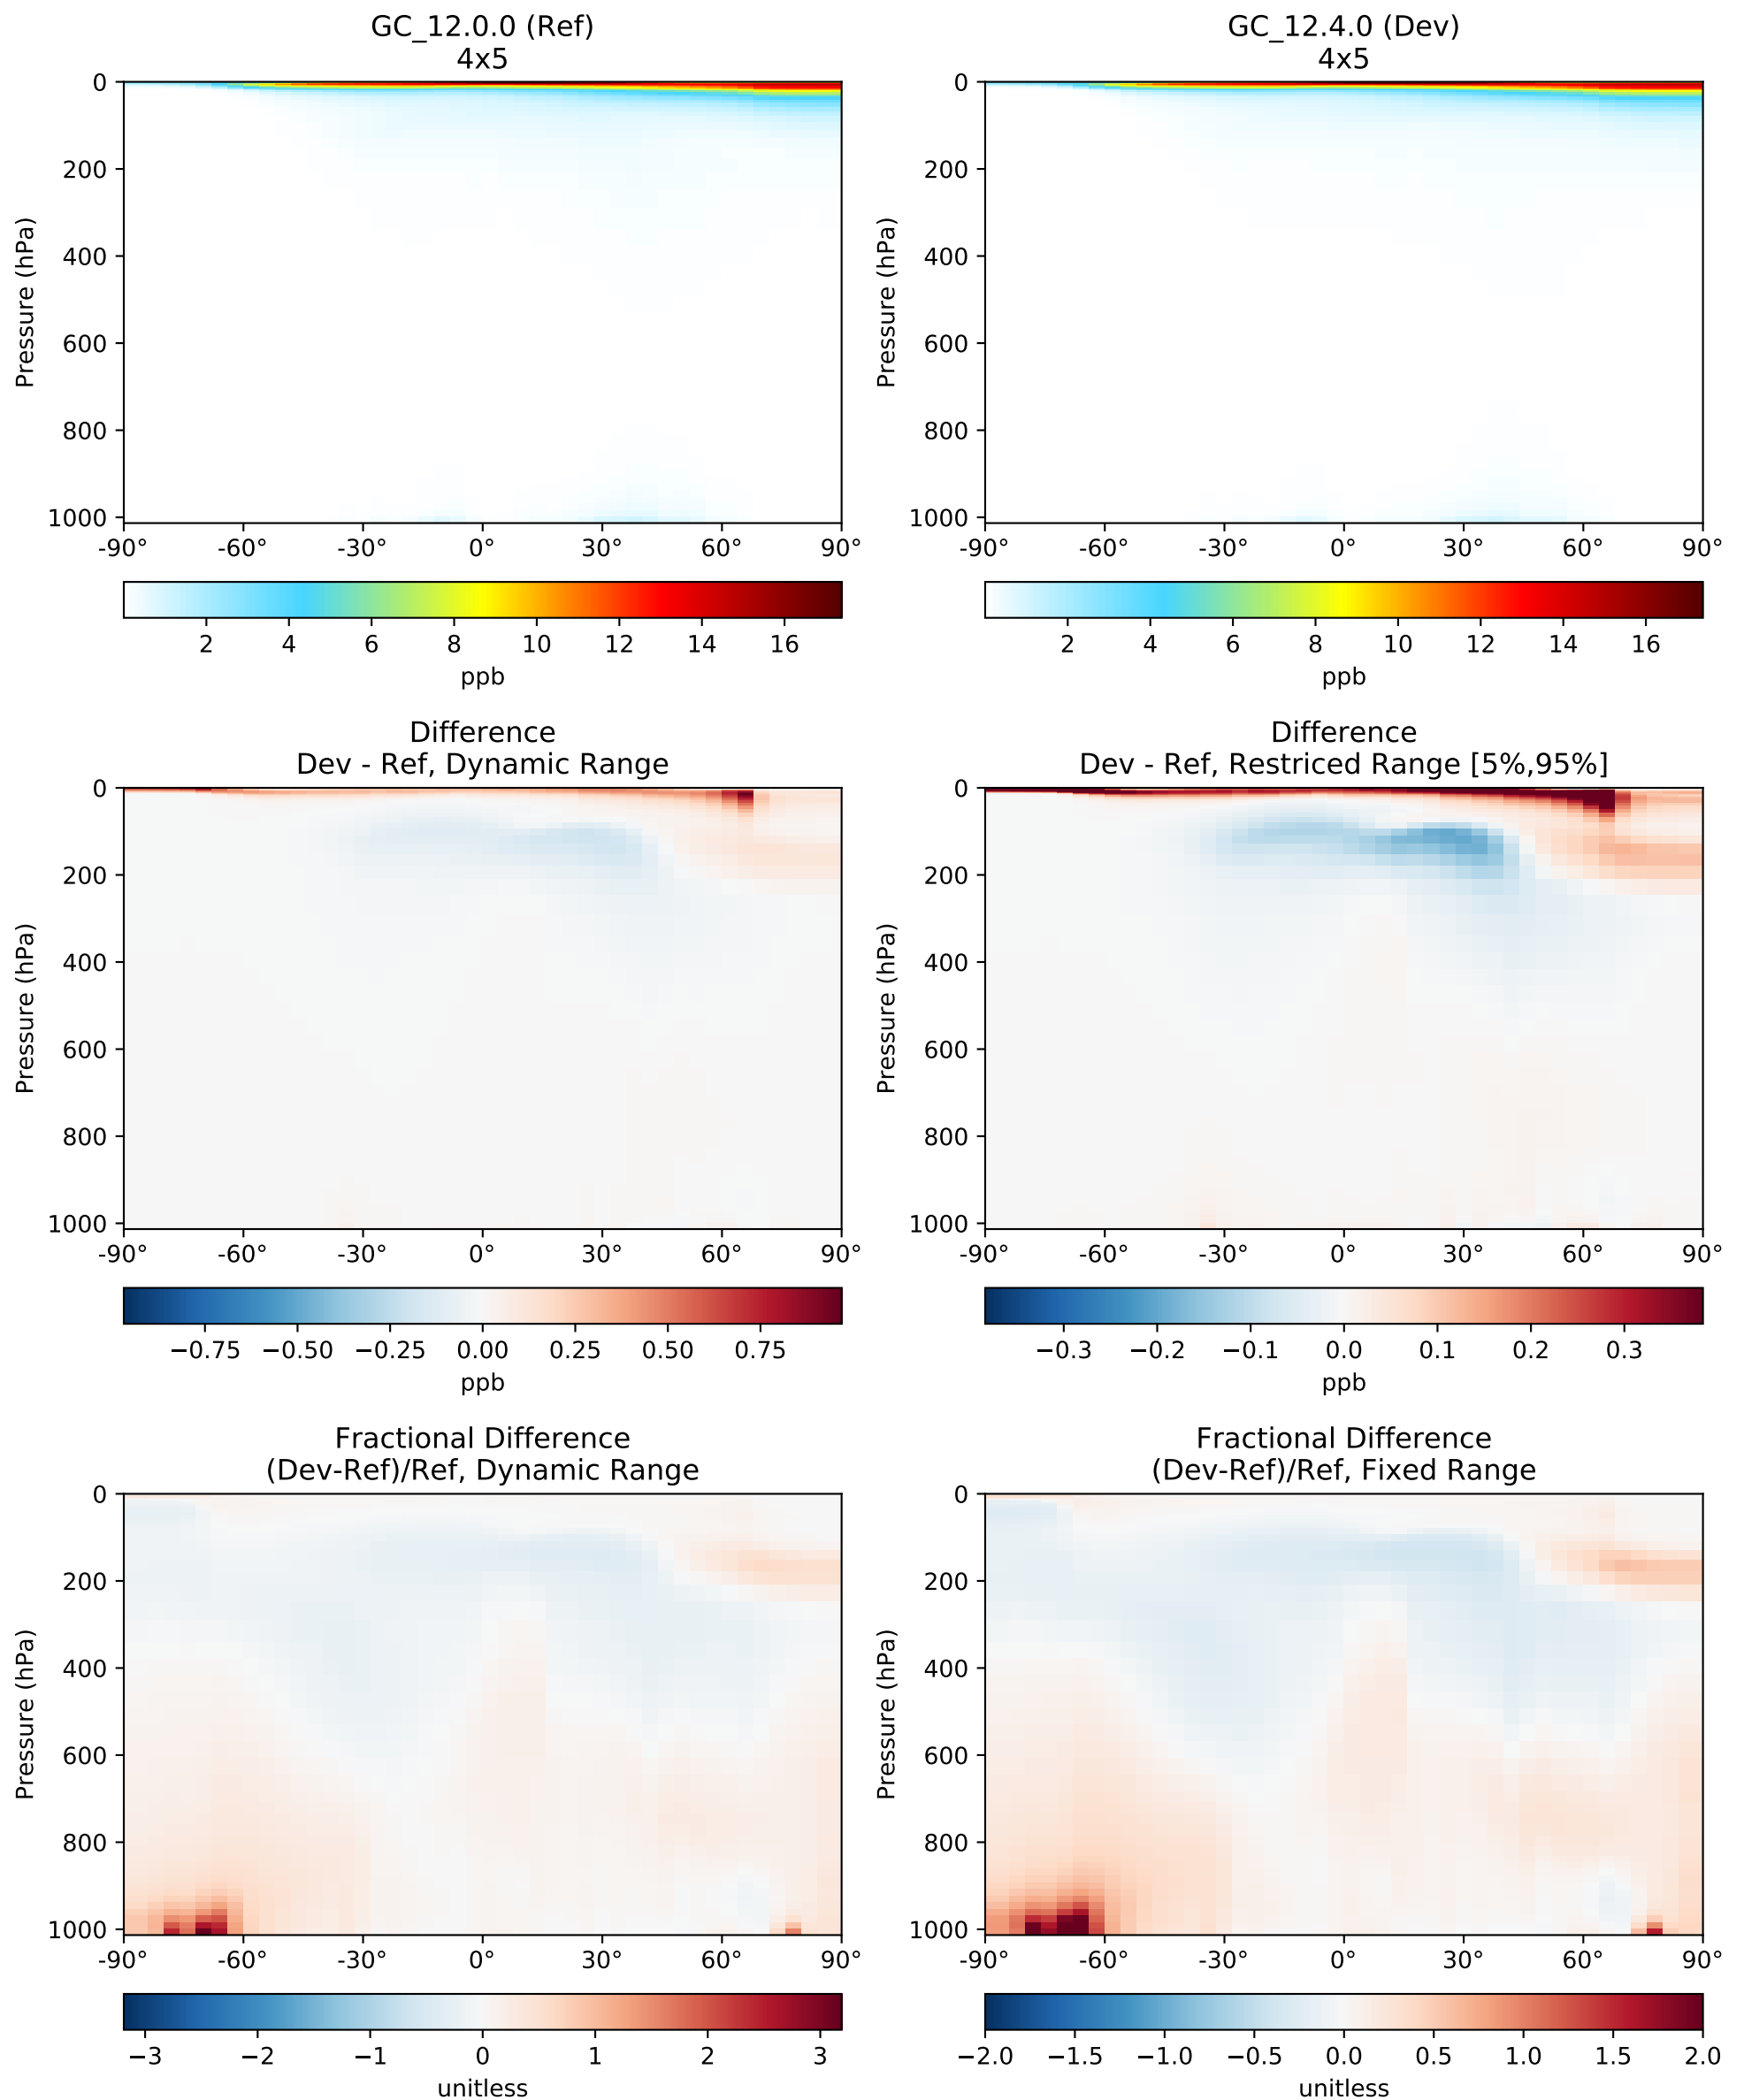 GC_12.0.0 (Ref)
4x5
0
200
400
600
800
1000
Pressure (hPa)
-90° -60° -30° 0° 30° 60° 90°
2 4 6 8 10 12 14 16
ppb
GC_12.4.0 (Dev)
4x5
0
200
400
600
800
1000
Pressure (hPa)
-90° -60° -30° 0° 30° 60° 90°
2 4 6 8 10 12 14 16
ppb
Difference
Dev - Ref, Dynamic Range
0
200
400
600
800
1000
Pressure (hPa)
-90° -60° -30° 0° 30° 60° 90°
−0.75 −0.50 −0.25 0.00 0.25 0.50 0.75
ppb
Difference
Dev - Ref, Restriced Range [5%,95%]
0
200
400
600
800
1000
Pressure (hPa)
-90° -60° -30° 0° 30° 60° 90°
−0.3 −0.2 −0.1 0.0 0.1 0.2 0.3
ppb
Fractional Difference
(Dev-Ref)/Ref, Dynamic Range
0
200
400
600
800
1000
Pressure (hPa)
-90° -60° -30° 0° 30° 60° 90°
−3 −2 −1 0 1 2 3
unitless
Fractional Difference
(Dev-Ref)/Ref, Fixed Range
0
200
400
600
800
1000
Pressure (hPa)
-90° -60° -30° 0° 30° 60° 90°
−2.0 −1.5 −1.0 −0.5 0.0 0.5 1.0 1.5 2.0
unitless